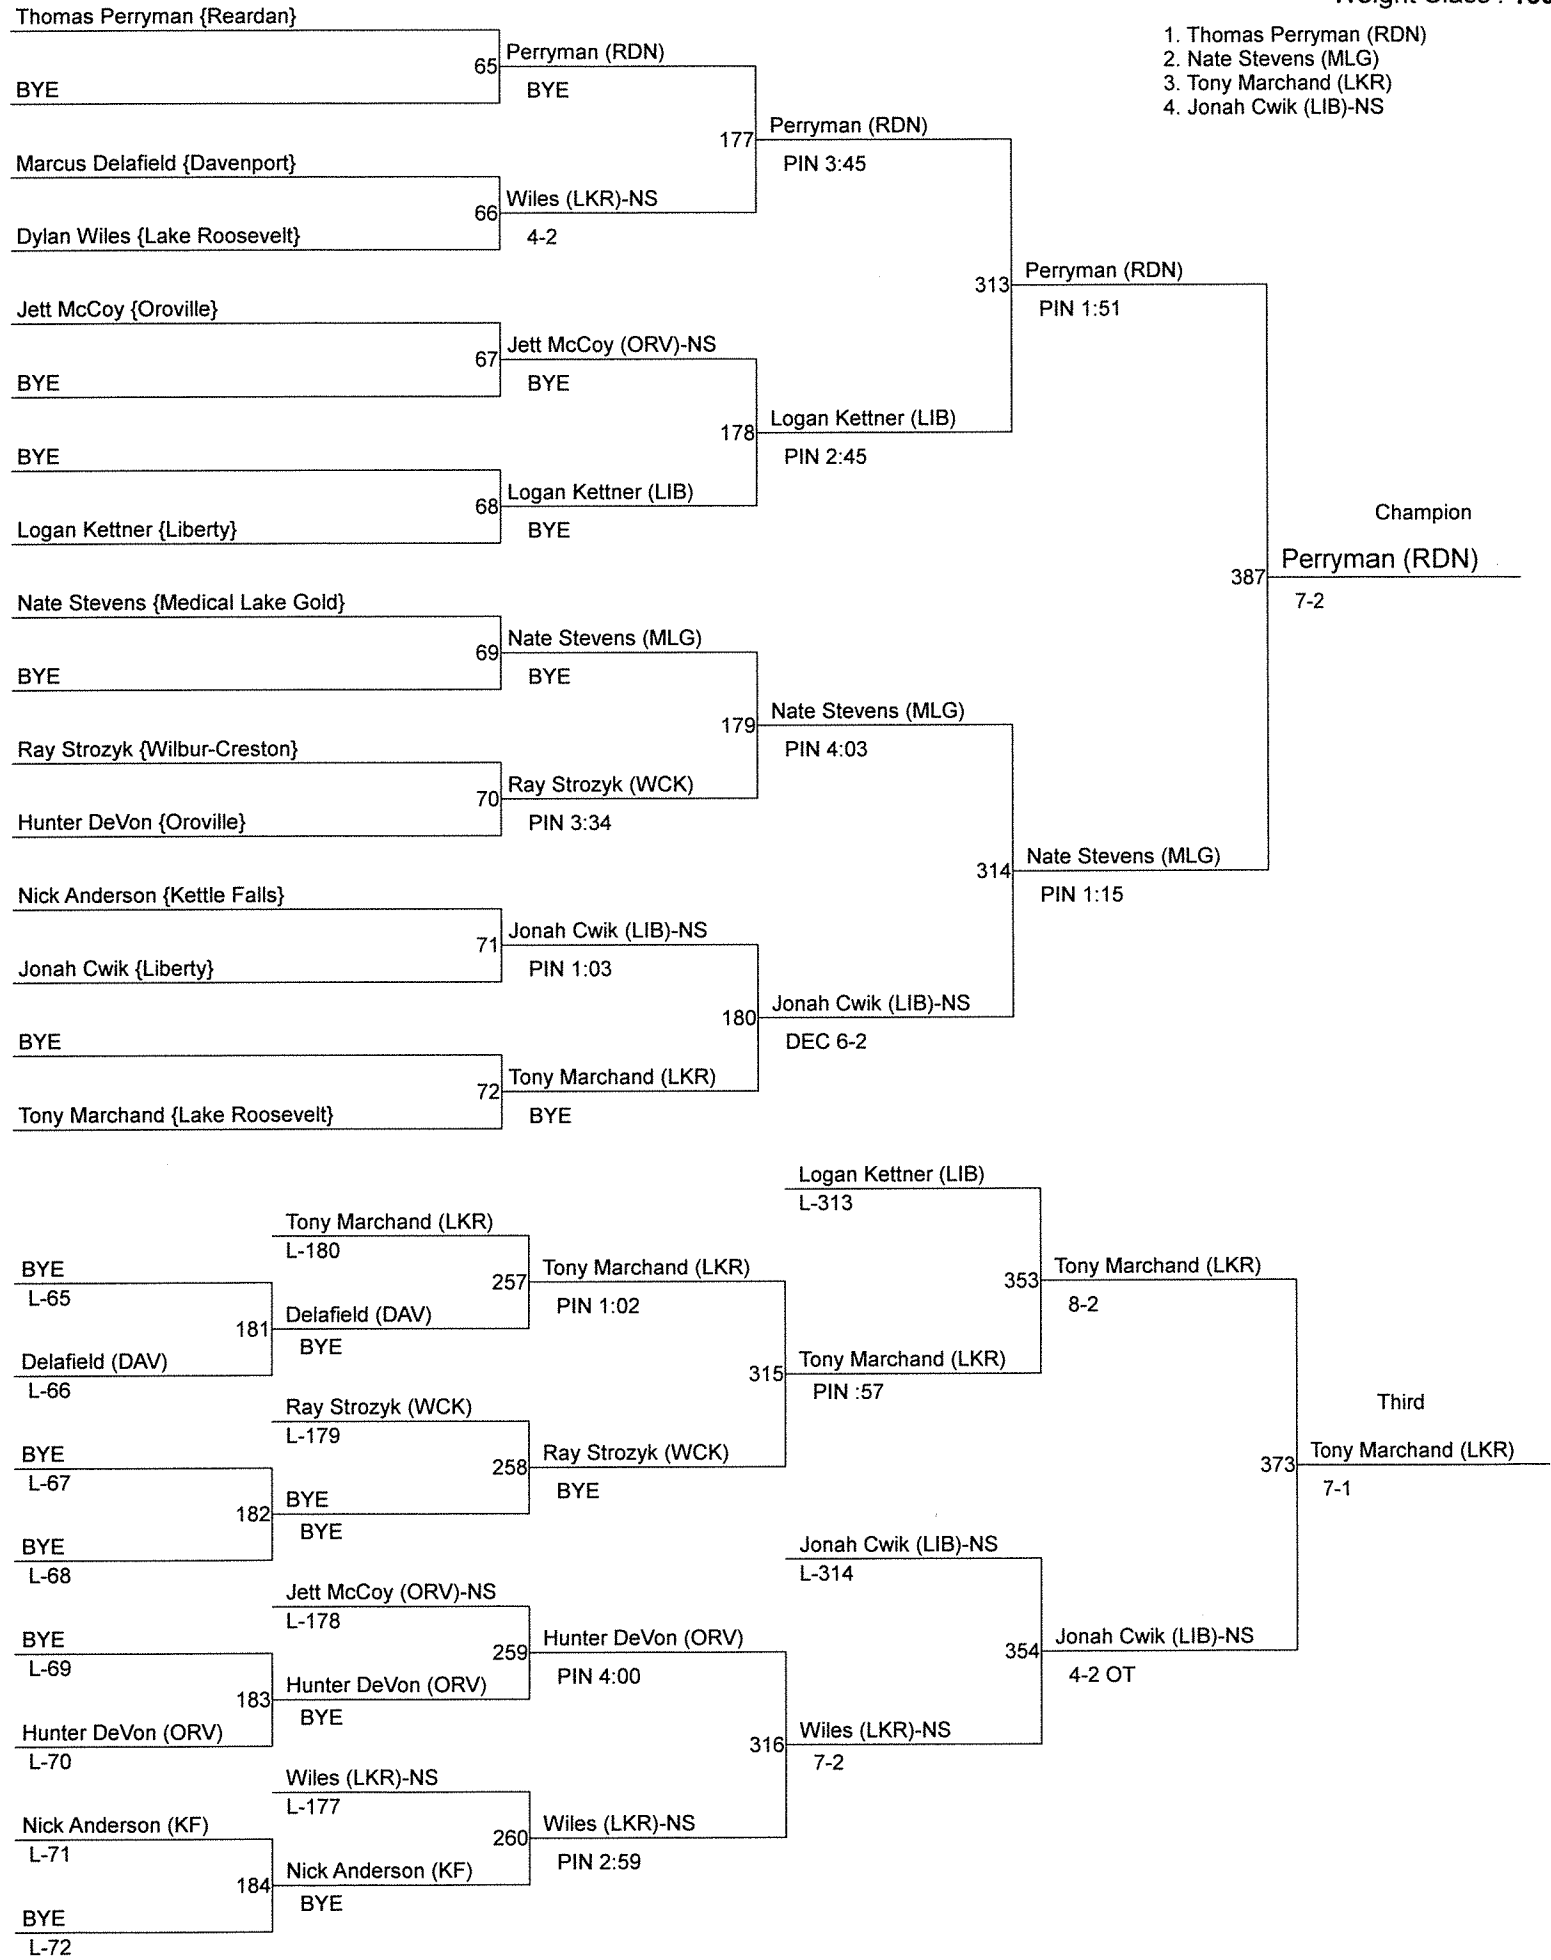 1. Thomas Perryman (RDN)
2. Nate Stevens (MLG)
3. Tony Marchand (LKR)
4. Jonah Cwik (LIB)-NS
Thomas Perryman {Reardan}
BYE
65
Perryman (RDN)
BYE
Marcus Delafield {Davenport}
Dylan Wiles {Lake Roosevelt}
66
Wiles (LKR)-NS
4-2
177
Perryman (RDN)
PIN 3:45
Jett McCoy {Oroville}
BYE
67
Jett McCoy (ORV)-NS
BYE
BYE
Logan Kettner {Liberty}
68
Logan Kettner (LIB)
BYE
178
Logan Kettner (LIB)
PIN 2:45
313
Perryman (RDN)
PIN 1:51
Nate Stevens {Medical Lake Gold}
BYE
69
Nate Stevens (MLG)
BYE
Ray Strozyk {Wilbur-Creston}
Hunter DeVon {Oroville}
70
Ray Strozyk (WCK)
PIN 3:34
179
Nate Stevens (MLG)
PIN 4:03
Nick Anderson {Kettle Falls}
Jonah Cwik {Liberty}
71
Jonah Cwik (LIB)-NS
PIN 1:03
BYE
Tony Marchand {Lake Roosevelt}
72
Tony Marchand (LKR)
BYE
180
Jonah Cwik (LIB)-NS
DEC 6-2
314
Nate Stevens (MLG)
PIN 1:15
Champion
387
Perryman (RDN)
7-2
BYE
L-65
Delafield (DAV)
L-66
181
Tony Marchand (LKR)
L-180
Delafield (DAV)
BYE
257
Tony Marchand (LKR)
PIN 1:02
BYE
L-67
BYE
L-68
182
Ray Strozyk (WCK)
L-179
BYE
BYE
258
Ray Strozyk (WCK)
BYE
315
Logan Kettner (LIB)
L-313
Tony Marchand (LKR)
PIN :57
353
Tony Marchand (LKR)
8-2
BYE
L-69
Hunter DeVon (ORV)
L-70
183
Jett McCoy (ORV)-NS
L-178
Hunter DeVon (ORV)
BYE
259
Hunter DeVon (ORV)
PIN 4:00
Nick Anderson (KF)
L-71
BYE
L-72
184
Wiles (LKR)-NS
L-177
Nick Anderson (KF)
BYE
260
Wiles (LKR)-NS
PIN 2:59
316
Jonah Cwik (LIB)-NS
L-314
Wiles (LKR)-NS
7-2
354
Jonah Cwik (LIB)-NS
4-2 OT
Third
373
Tony Marchand (LKR)
7-1